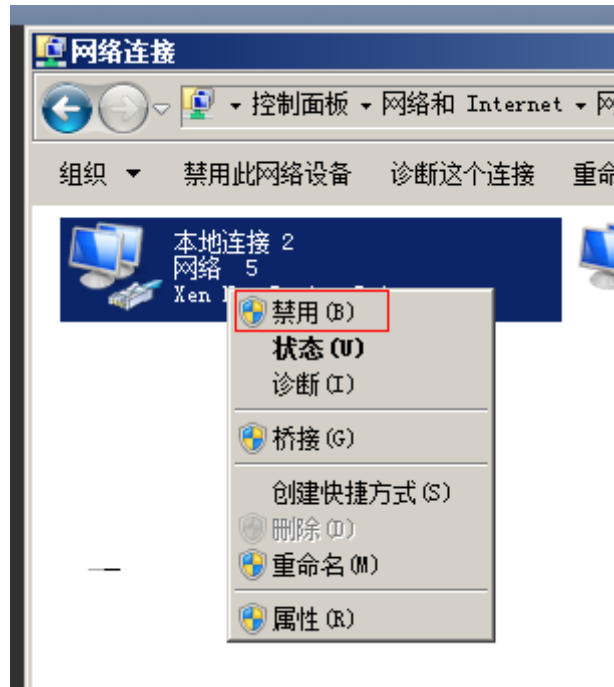 网络连接
控制面板 网络和 Internet
组织 禁用此网络设备 诊断这个连接 重命
本地连接 2
网络 5
Xen
禁用(B)
状态(U)
诊断(I)
桥接(G)
创建快捷方式(S)
删除(D)
重命名(M)
属性(R)